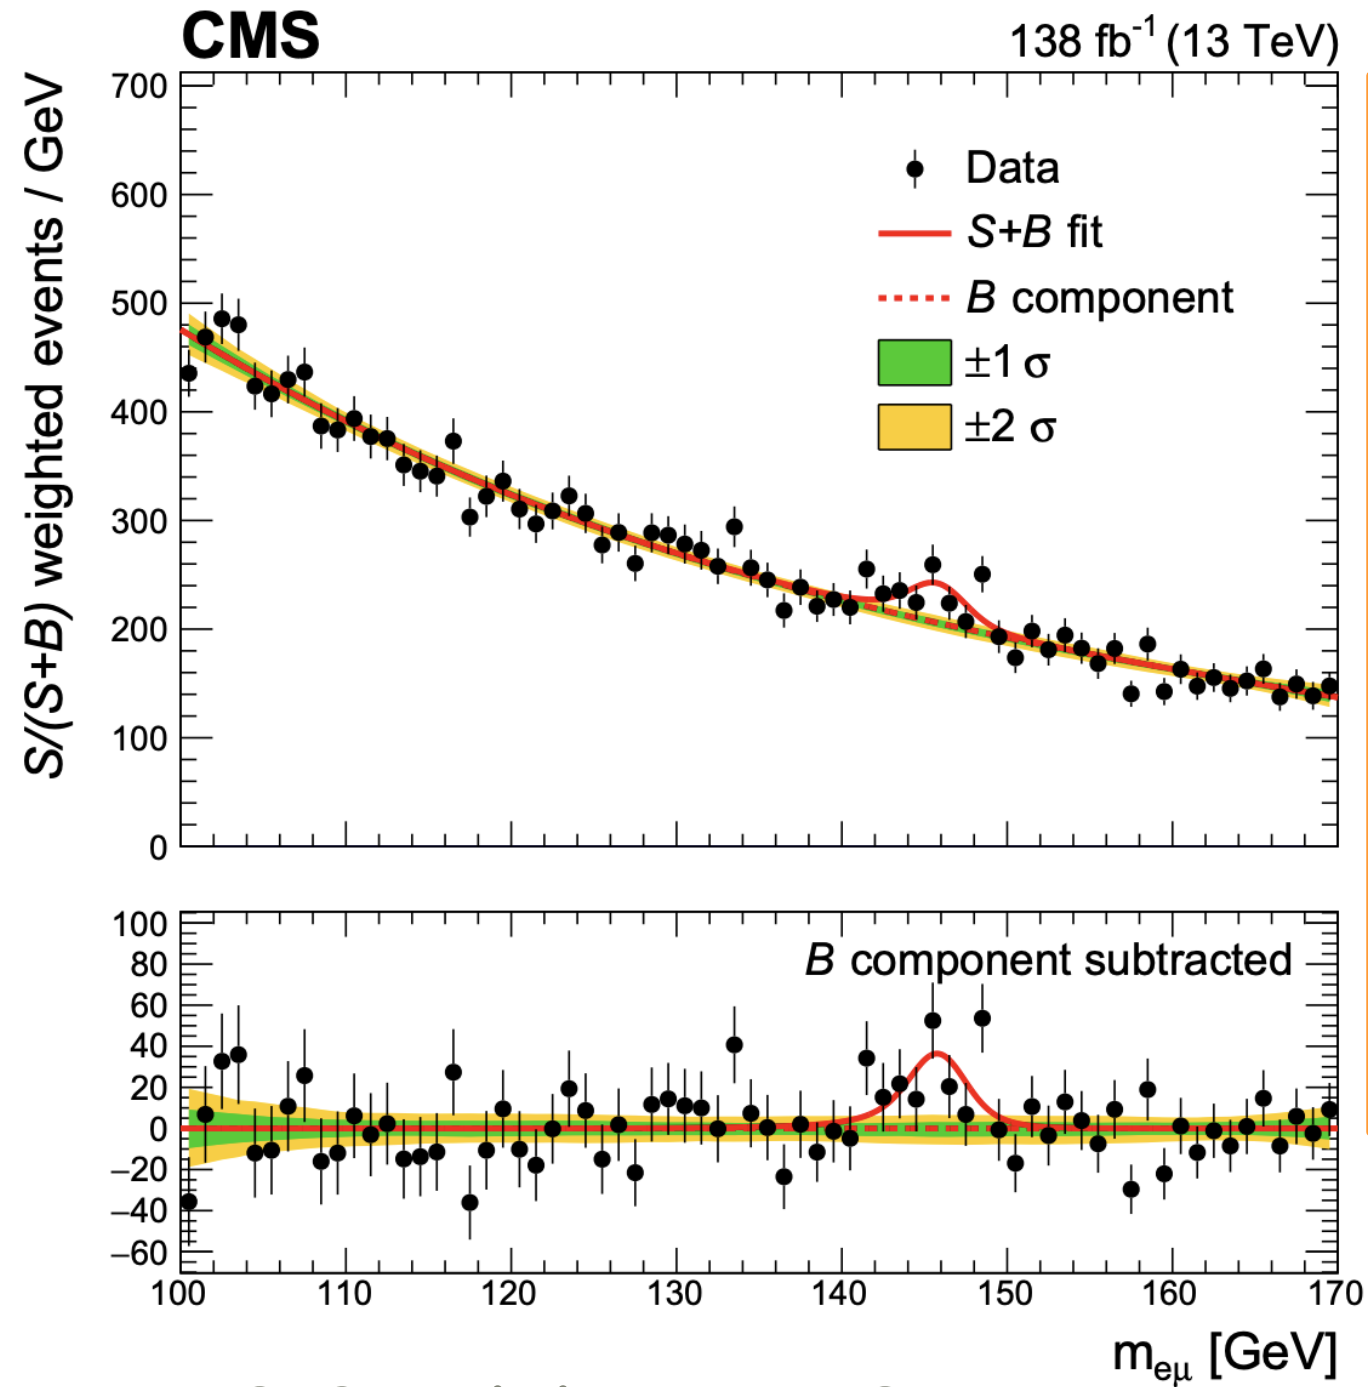 CMS
138 fb⁻¹ (13 TeV)
S/(S+B) weighted events / GeV
700
600
500
400
300
200
100
0
Data
S+B fit
B component
±1 σ
±2 σ
B component subtracted
100
80
60
40
20
0
−20
−40
−60
100 110 120 130 140 150 160 170
m_eμ [GeV]